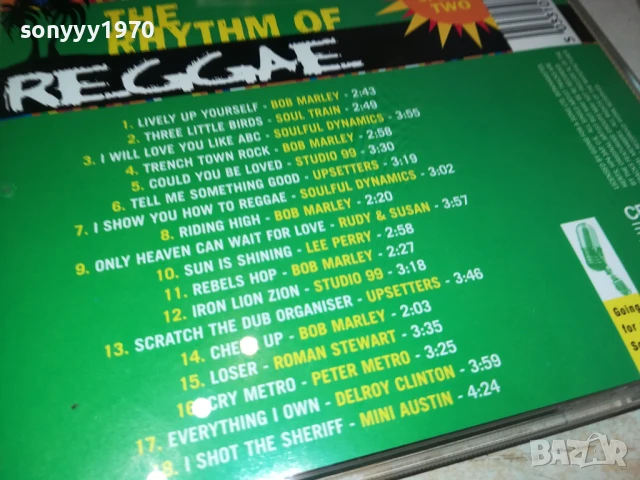 sonyyy1970
TWO
THE
RHYTHM OF
REGGAE
1. LIVELY UP YOURSELF - BOB MARLEY - 2:43
2. THREE LITTLE BIRDS - SOUL TRAIN - 2:49
3. I WILL LOVE YOU LIKE ABC - SOULFUL DYNAMICS - 3:55
4. TRENCH TOWN ROCK - BOB MARLEY - 2:58
5. COULD YOU BE LOVED - STUDIO 99 - 3:30
6. TELL ME SOMETHING GOOD - UPSETTERS - 3:19
7. I SHOW YOU HOW TO REGGAE - SOULFUL DYNAMICS - 3:02
8. RIDING HIGH - BOB MARLEY - 2:20
9. ONLY HEAVEN CAN WAIT FOR LOVE - RUDY & SUSAN - 3:57
10. SUN IS SHINING - LEE PERRY - 2:58
11. REBELS HOP - BOB MARLEY - 2:27
12. IRON LION ZION - STUDIO 99 - 3:18
13. SCRATCH THE DUB ORGANISER - UPSETTERS - 3:46
14. CHEER UP - BOB MARLEY - 2:03
15. LOSER - ROMAN STEWART - 3:35
16. CRY METRO - PETER METRO - 3:25
17. EVERYTHING I OWN - DELROY CLINTON - 3:59
18. I SHOT THE SHERIFF - MINI AUSTIN - 4:24
Going
for
BAZAR